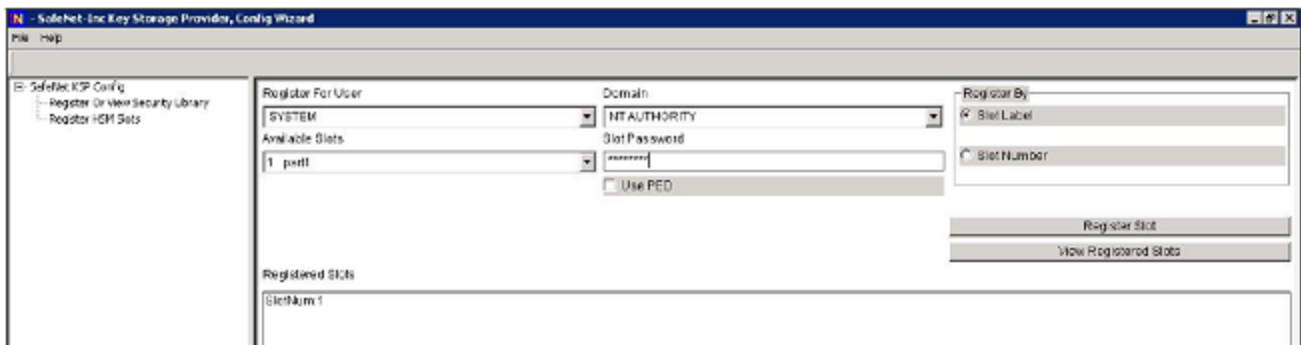 N - SafeNet-Inc Key Storage Provider, Config Wizard
File Help
SafeNet KSP Config
Register Or View Security Library
Register HSM Slots
Register For User
SYSTEM
Domain
NT AUTHORITY
Available Slots
1 part1
Slot Password
********
Use PED
Register By
Slot Label
Slot Number
Register Slot
View Registered Slots
Registered Slots
SlotNum:1